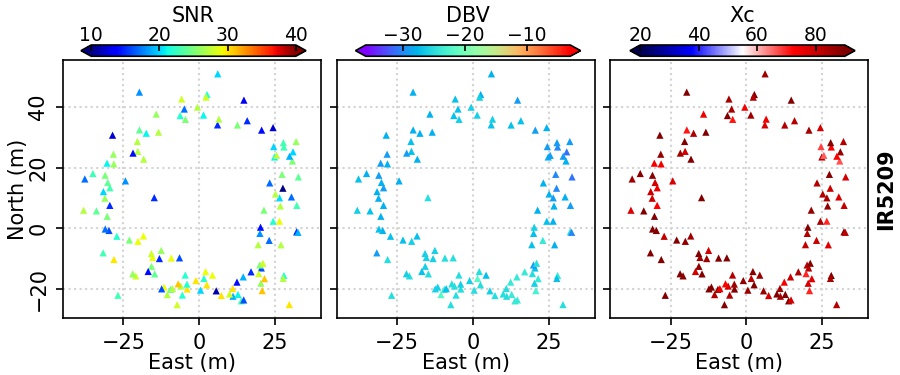 SNR DBV Xc
10 20 30 40 −30 −20 −10 20 40 60 80
40
20
0
−20
North (m)
IR5209
−25 0 25 −25 0 25 −25 0 25
East (m) East (m) East (m)